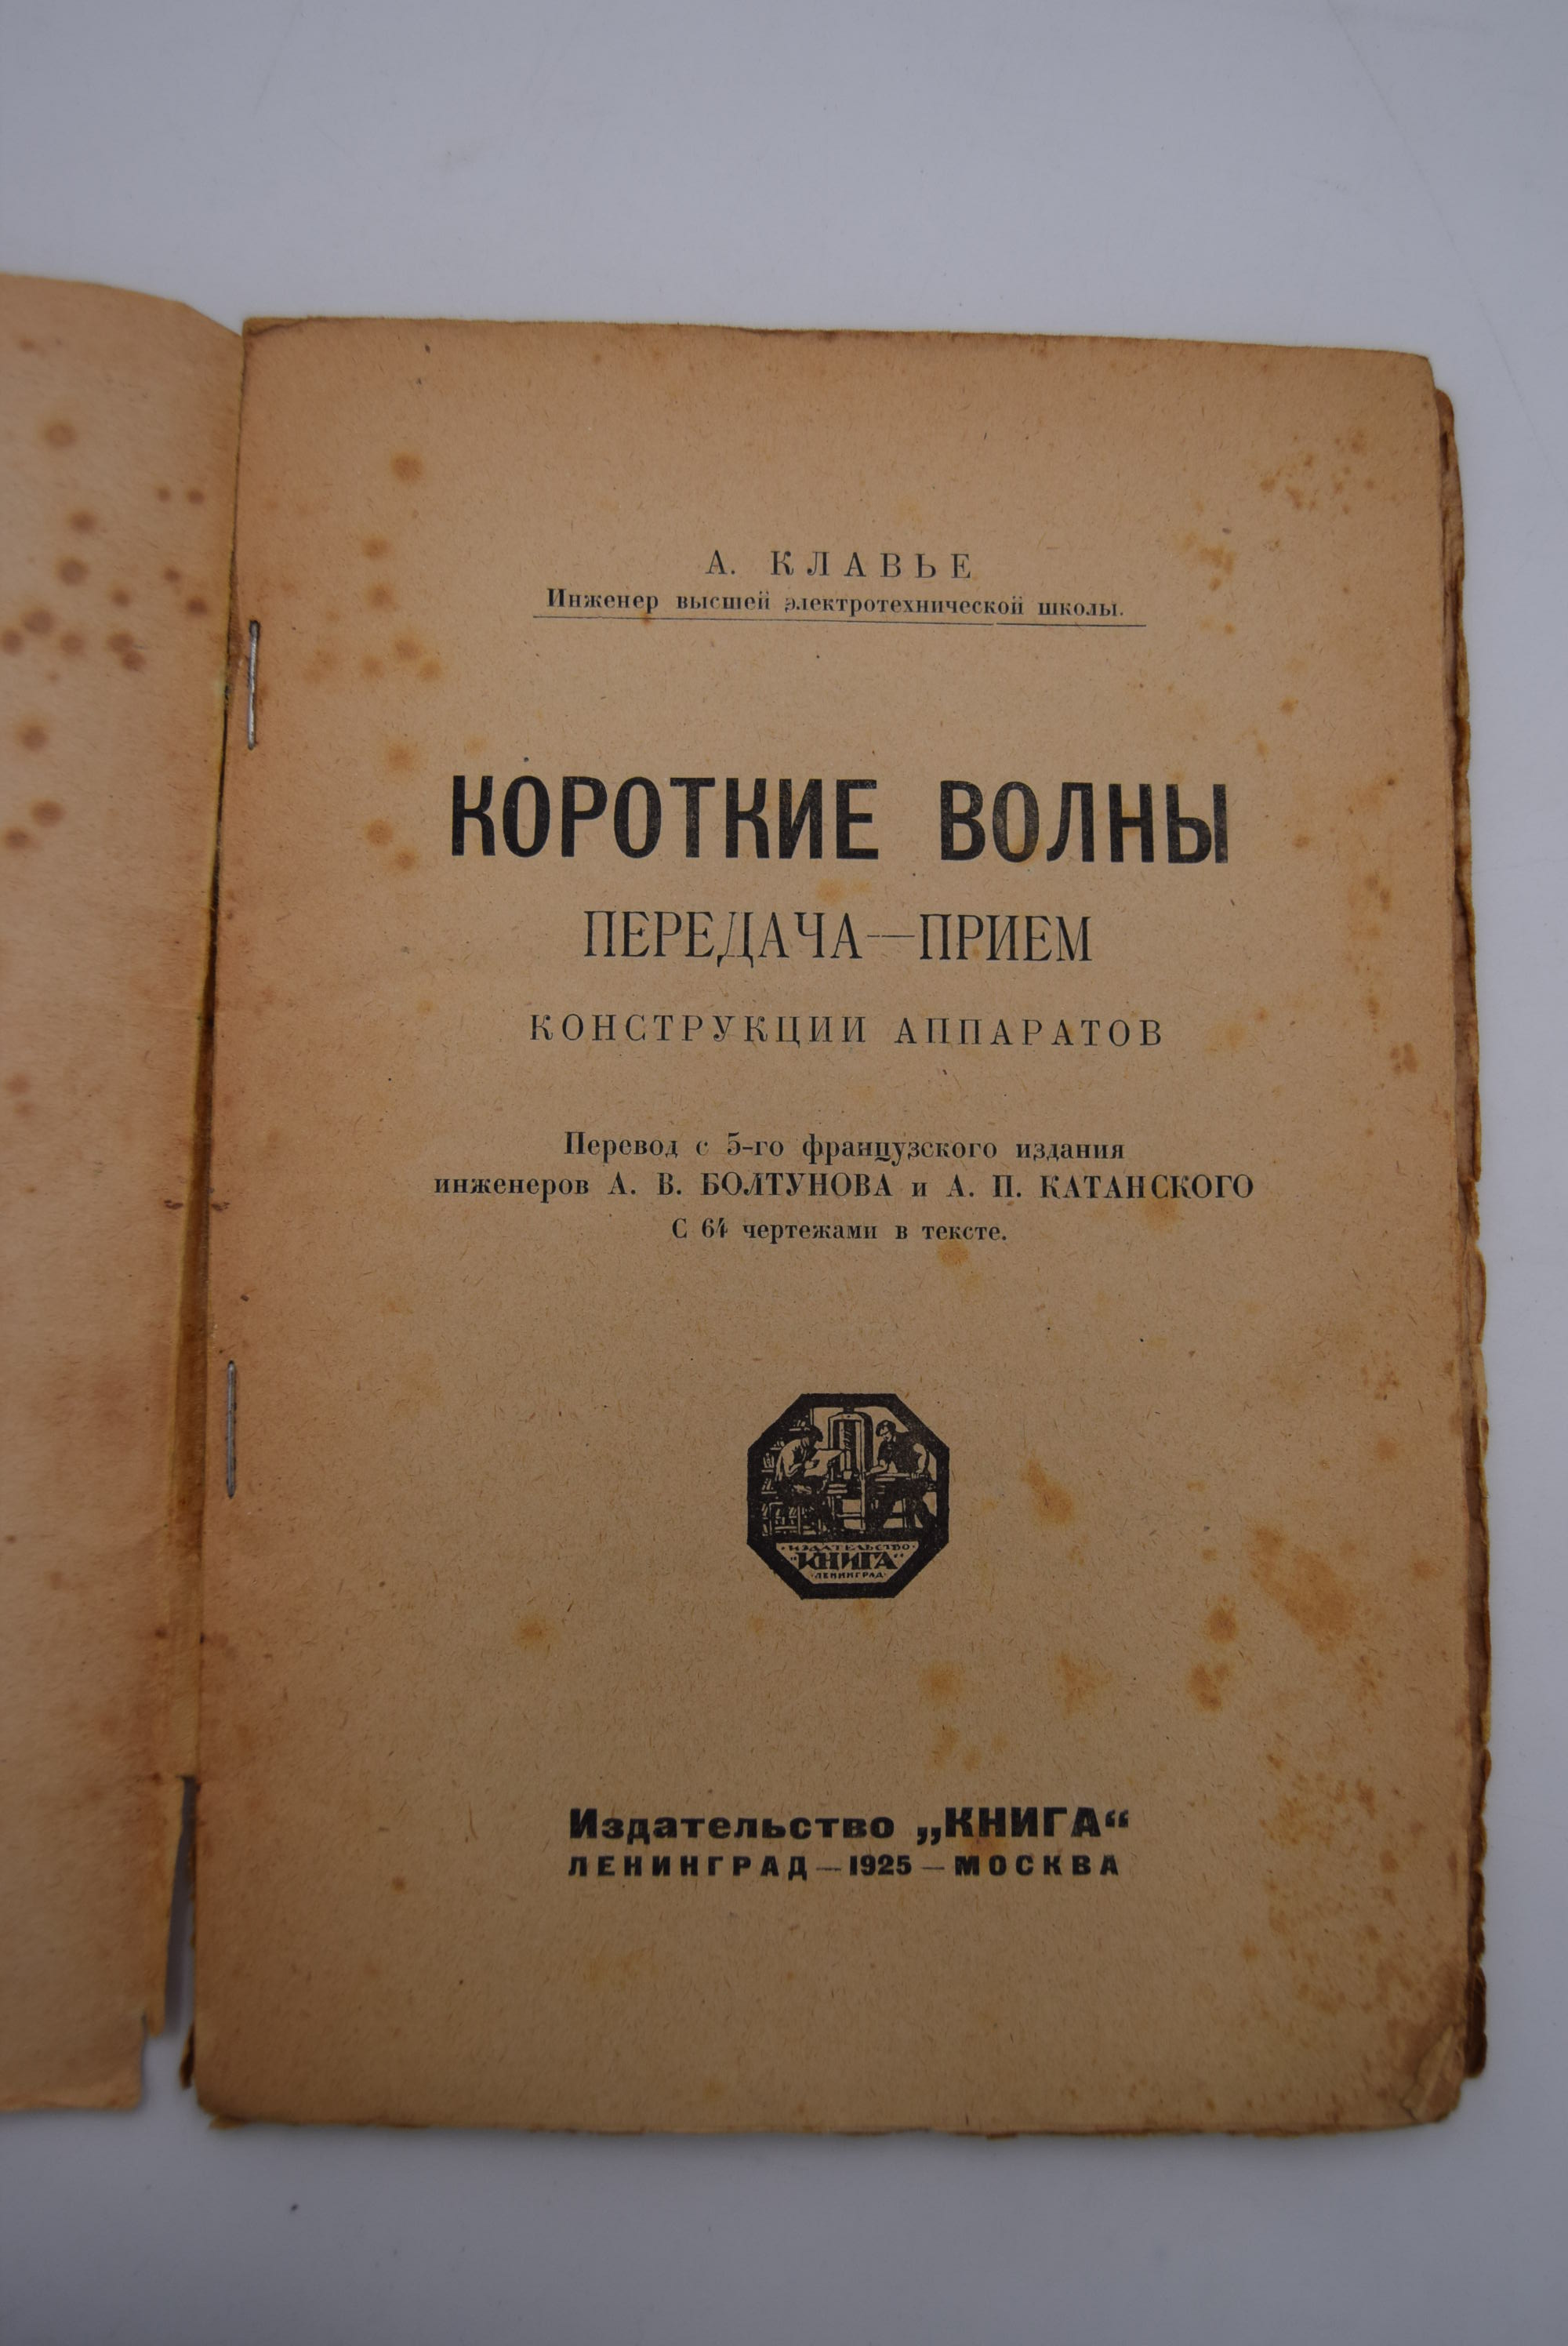 А. КЛАВЬЕ
Инженер высшей электротехнической школы.
КОРОТКИЕ ВОЛНЫ
ПЕРЕДАЧА—ПРИЕМ
КОНСТРУКЦИИ АППАРАТОВ
Перевод с 5-го французского издания
инженеров А. В. БОЛТУНОВА и А. П. КАТАНСКОГО
С 64 чертежами в тексте.
·ИЗДАТЕЛЬСТВО·
„КНИГА“
·ЛЕНИНГРАД·
Издательство „КНИГА“
ЛЕНИНГРАД—1925—МОСКВА